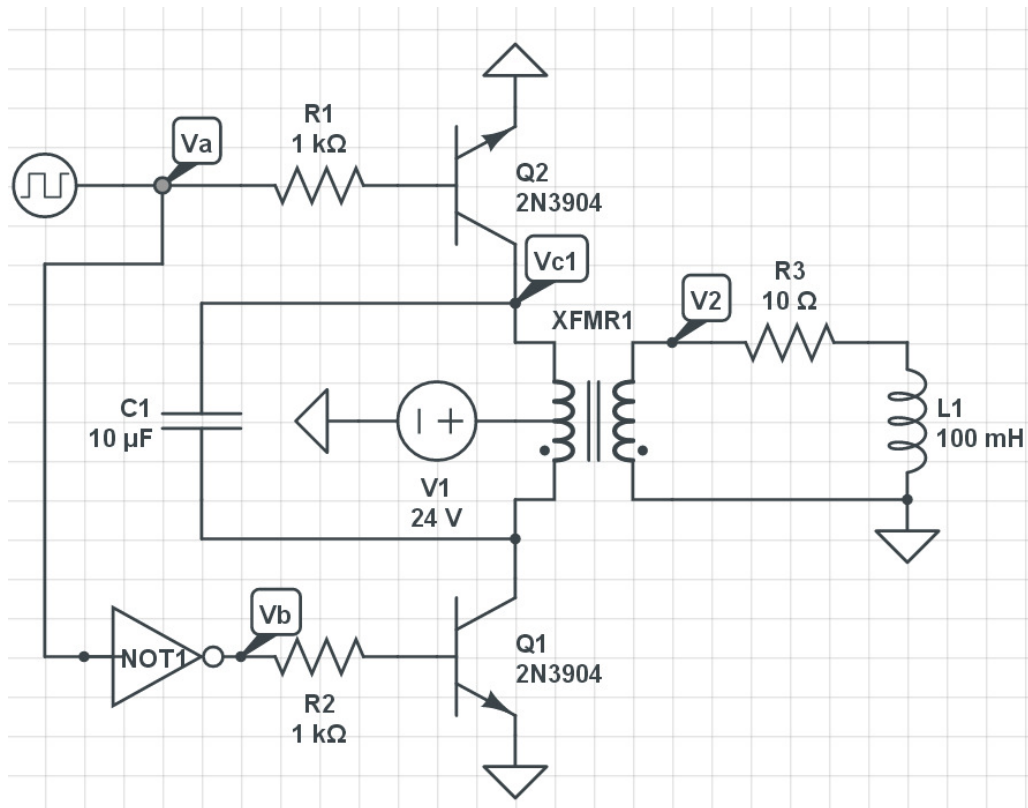 R1
1 kΩ
Va
Q2
2N3904
Vc1
R3
10 Ω
V2
XFMR1
C1
10 µF
V1
24 V
L1
100 mH
Vb
NOT1
R2
1 kΩ
Q1
2N3904